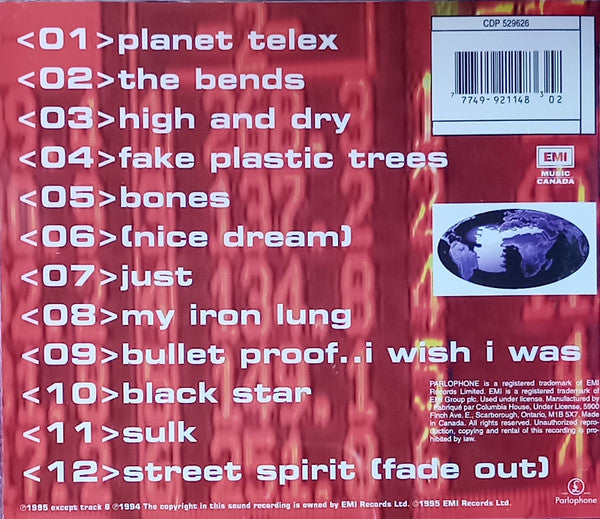 <01>planet telex
<02>the bends
<03>high and dry
<04>fake plastic trees
<05>bones
<06>(nice dream)
<07>just
<08>my iron lung
<09>bullet proof..i wish i was
<10>black star
<11>sulk
<12>street spirit (fade out)
CDP 529626
7 7749-921148 3 02
EMI
MUSIC
CANADA
PARLOPHONE is a registered trademark of EMI
Records Limited. EMI is a registered trademark of
EMI Group plc. Used under license. Manufactured by
/ Fabriqué par Columbia House, Under License, 5900
Finch Ave. E., Scarborough, Ontario, M1B 5X7. Made
in Canada. All rights reserved. Unauthorized repro-
duction, copying and rental of this recording is pro-
hibited by law.
℗1995 except track 8 ℗1994 The copyright in this sound recording is owned by EMI Records Ltd. ©1995 EMI Records Ltd.
Parlophone